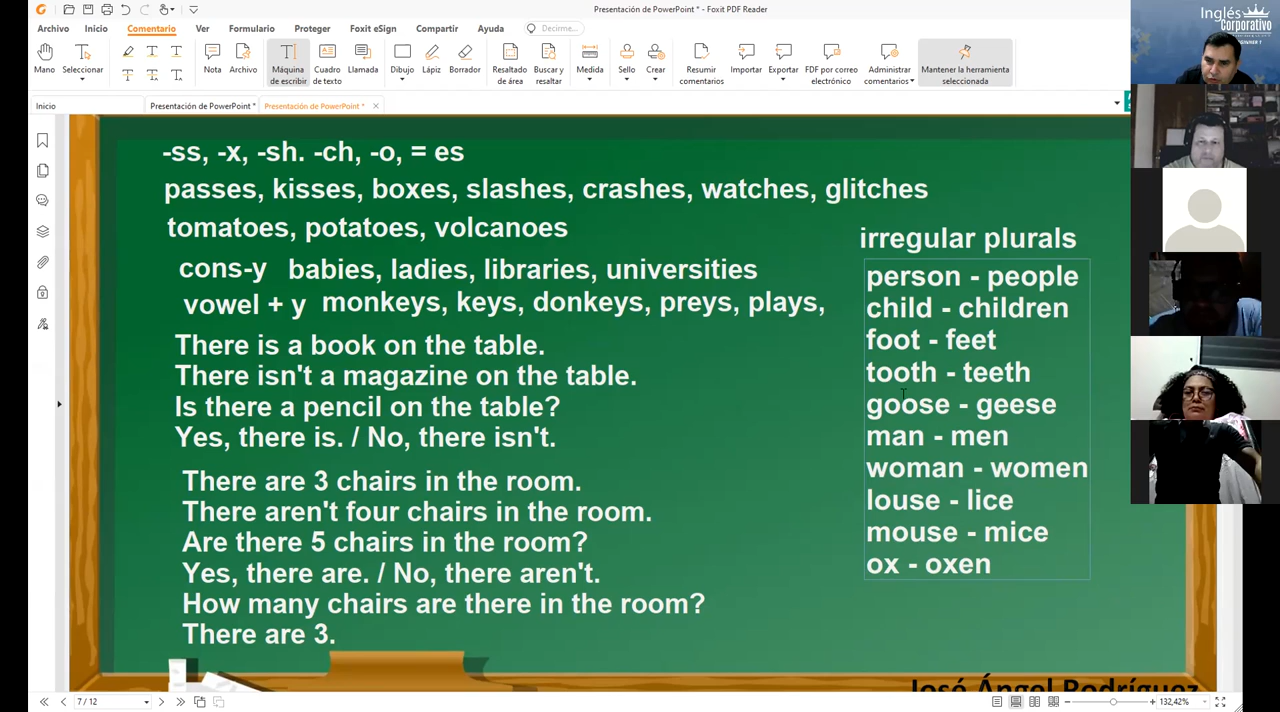 Presentación de PowerPoint * - Foxit PDF Reader
Archivo Inicio Comentario Ver Formulario Proteger Foxit eSign Compartir Ayuda Decirme...
Mano Seleccionar Nota Archivo Máquina de escribir Cuadro de texto Llamada Dibujo Lápiz Borrador Resaltado de área Buscar y resaltar Medida Sello Crear Resumir comentarios Importar Exportar PDF por correo electrónico Administrar comentarios Mantener la herramienta seleccionada
Inicio Presentación de PowerPoint * Presentación de PowerPoint *
-ss, -x, -sh. -ch, -o, = es
passes, kisses, boxes, slashes, crashes, watches, glitches
tomatoes, potatoes, volcanoes
cons-y babies, ladies, libraries, universities
vowel + y monkeys, keys, donkeys, preys, plays,
There is a book on the table.
There isn't a magazine on the table.
Is there a pencil on the table?
Yes, there is. / No, there isn't.
There are 3 chairs in the room.
There aren't four chairs in the room.
Are there 5 chairs in the room?
Yes, there are. / No, there aren't.
How many chairs are there in the room?
There are 3.
irregular plurals
person - people
child - children
foot - feet
tooth - teeth
goose - geese
man - men
woman - women
louse - lice
mouse - mice
ox - oxen
José Ángel Rodríguez
Inglés
Corporativo
7 / 12
132,42%